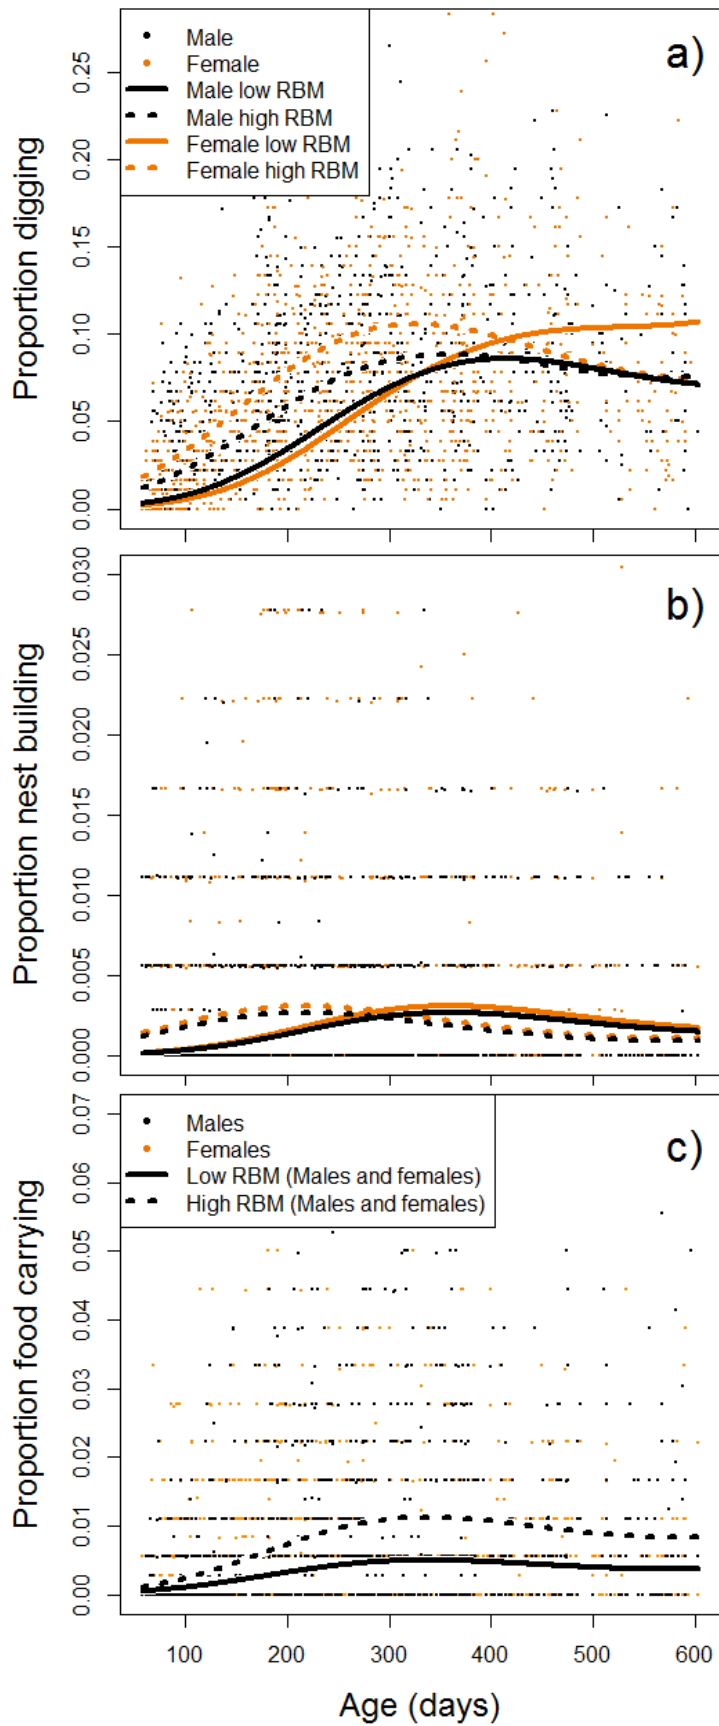 a)
Male
Female
Male low RBM
Male high RBM
Female low RBM
Female high RBM
Proportion digging
0.25
0.20
0.15
0.10
0.05
0.00
b)
Proportion nest building
0.030
0.025
0.020
0.015
0.010
0.005
0.000
c)
Males
Females
Low RBM (Males and females)
High RBM (Males and females)
Proportion food carrying
0.07
0.06
0.05
0.04
0.03
0.02
0.01
0.00
100 200 300 400 500 600
Age (days)